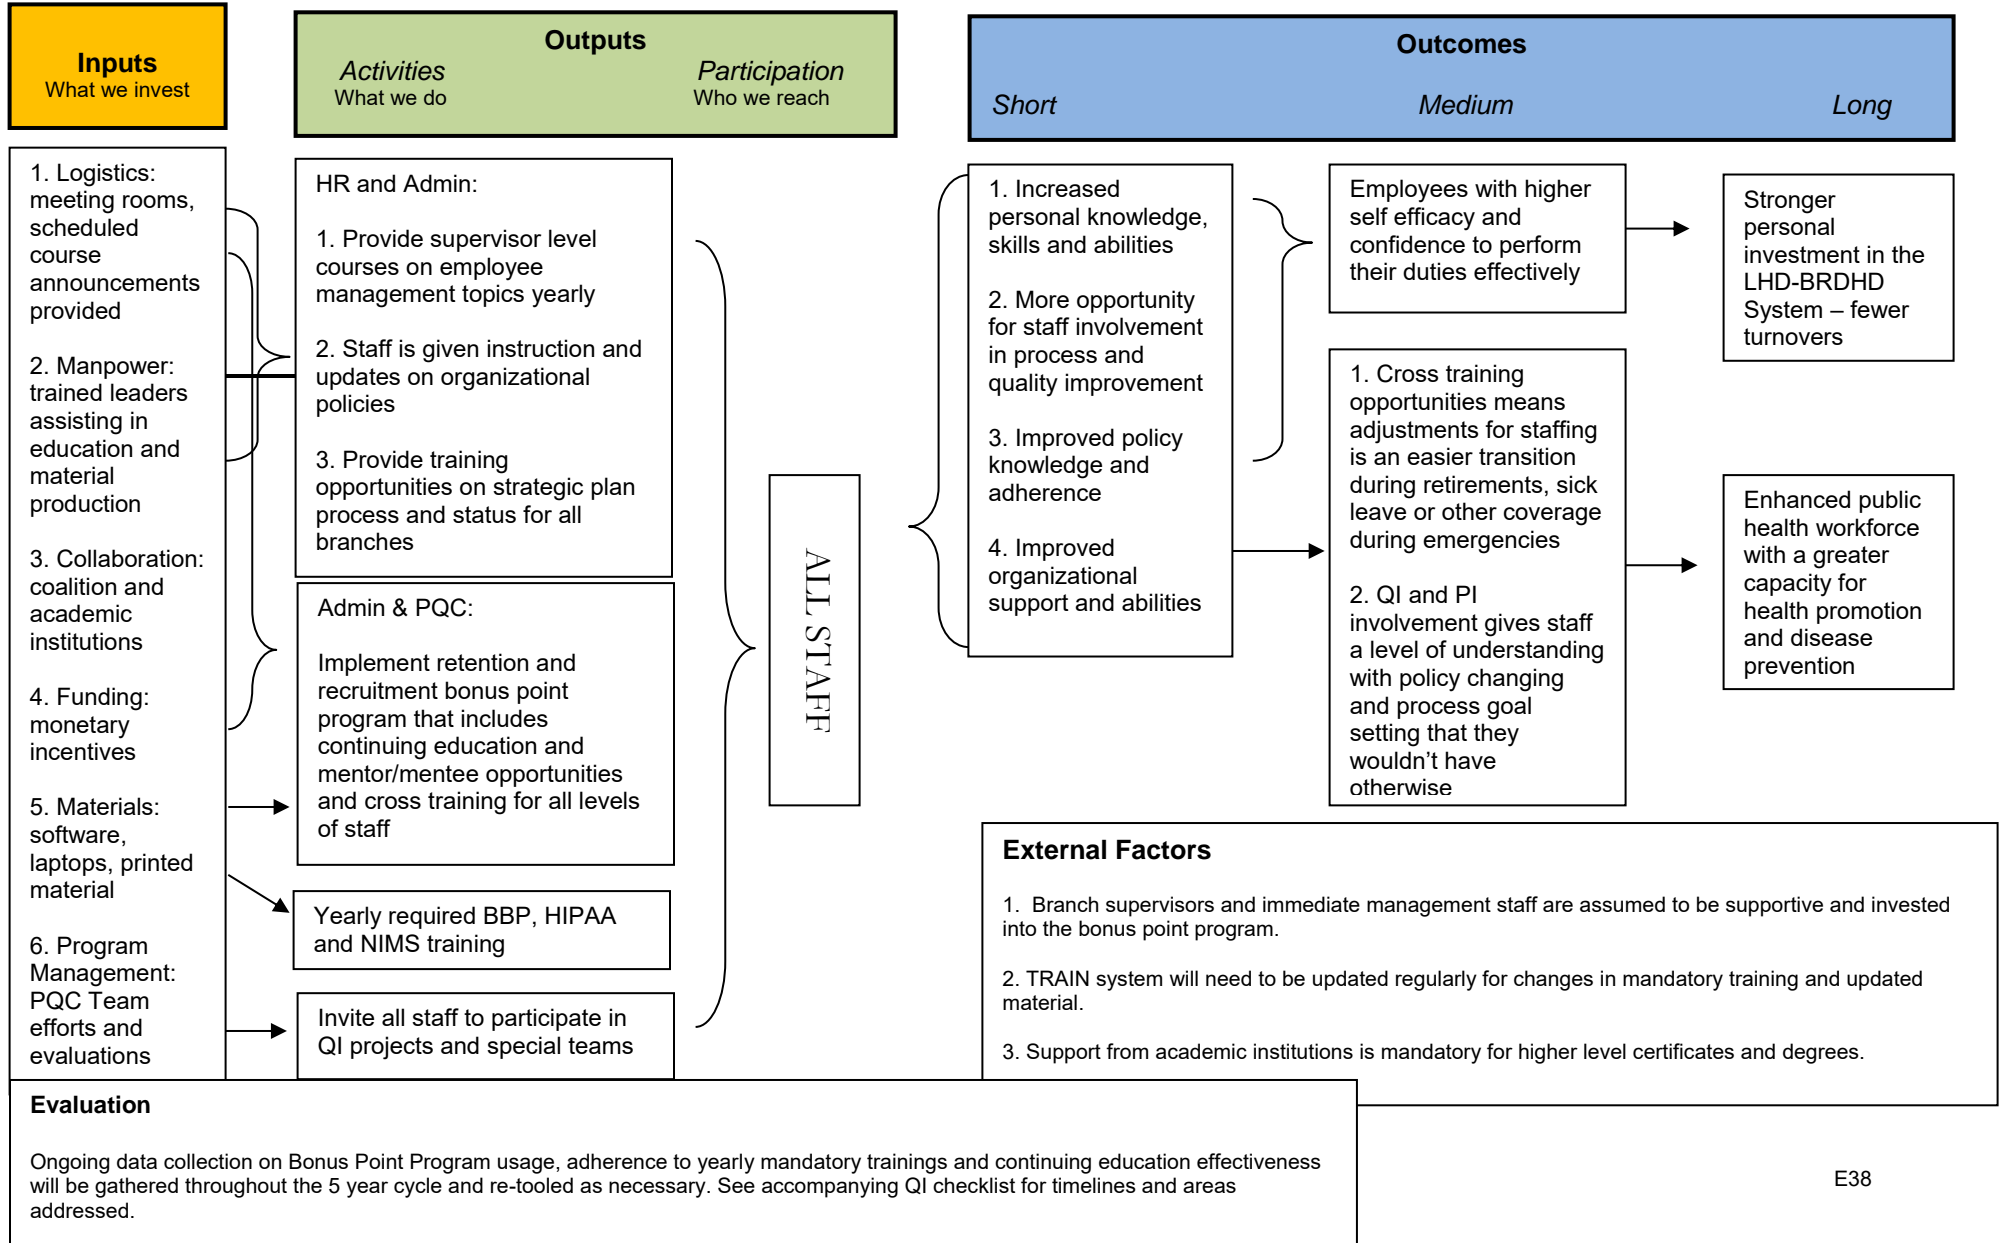 Inputs
What we invest
Outputs
Activities
Participation
What we do
Who we reach
Outcomes
Short
Medium
Long
1. Logistics:
meeting rooms,
scheduled
course
announcements
provided
2. Manpower:
trained leaders
assisting in
education and
material
production
3. Collaboration:
coalition and
academic
institutions
4. Funding:
monetary
incentives
5. Materials:
software,
laptops, printed
material
6. Program
Management:
PQC Team
efforts and
evaluations
HR and Admin:
1. Provide supervisor level
courses on employee
management topics yearly
2. Staff is given instruction and
updates on organizational
policies
3. Provide training
opportunities on strategic plan
process and status for all
branches
Admin & PQC:
Implement retention and
recruitment bonus point
program that includes
continuing education and
mentor/mentee opportunities
and cross training for all levels
of staff
Yearly required BBP, HIPAA
and NIMS training
Invite all staff to participate in
QI projects and special teams
ALL STAFF
1. Increased
personal knowledge,
skills and abilities
2. More opportunity
for staff involvement
in process and
quality improvement
3. Improved policy
knowledge and
adherence
4. Improved
organizational
support and abilities
Employees with higher
self efficacy and
confidence to perform
their duties effectively
1. Cross training
opportunities means
adjustments for staffing
is an easier transition
during retirements, sick
leave or other coverage
during emergencies
2. QI and PI
involvement gives staff
a level of understanding
with policy changing
and process goal
setting that they
wouldn’t have
otherwise
Stronger
personal
investment in the
LHD-BRDHD
System – fewer
turnovers
Enhanced public
health workforce
with a greater
capacity for
health promotion
and disease
prevention
External Factors
1. Branch supervisors and immediate management staff are assumed to be supportive and invested
into the bonus point program.
2. TRAIN system will need to be updated regularly for changes in mandatory training and updated
material.
3. Support from academic institutions is mandatory for higher level certificates and degrees.
Evaluation
Ongoing data collection on Bonus Point Program usage, adherence to yearly mandatory trainings and continuing education effectiveness
will be gathered throughout the 5 year cycle and re-tooled as necessary. See accompanying QI checklist for timelines and areas
addressed.
E38